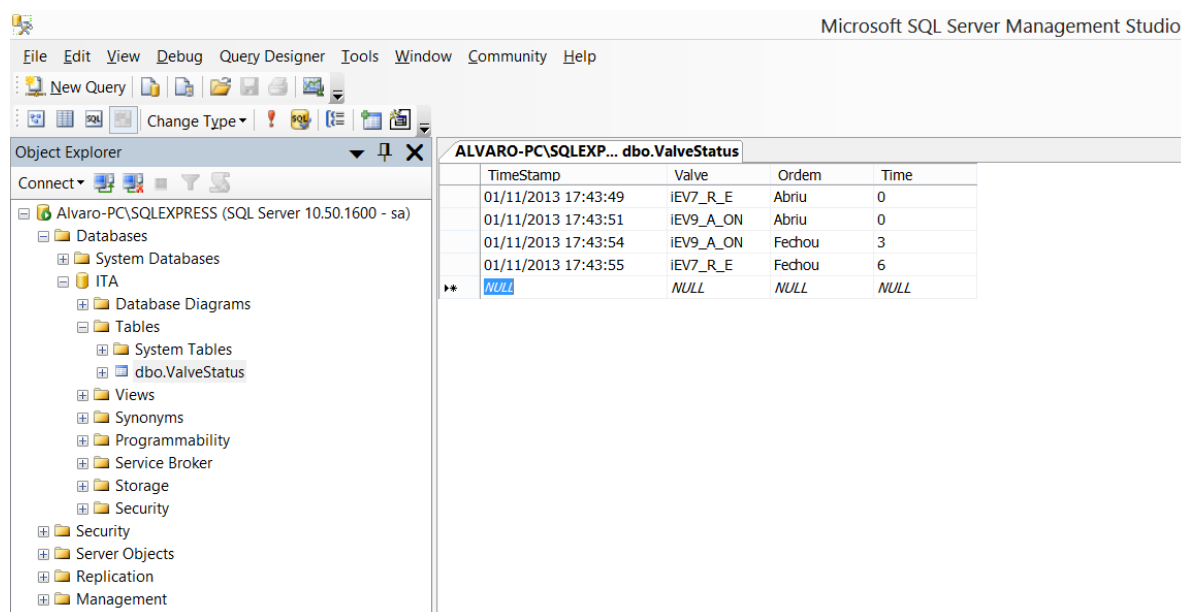 Microsoft SQL Server Management Studio
File Edit View Debug Query Designer Tools Window Community Help
New Query
SQL Change Type SQL
Object Explorer
Connect
Alvaro-PC\SQLEXPRESS (SQL Server 10.50.1600 - sa)
Databases
System Databases
ITA
Database Diagrams
Tables
System Tables
dbo.ValveStatus
Views
Synonyms
Programmability
Service Broker
Storage
Security
Security
Server Objects
Replication
Management
ALVARO-PC\SQLEXP... dbo.ValveStatus
TimeStamp Valve Ordem Time
01/11/2013 17:43:49 iEV7_R_E Abriu 0
01/11/2013 17:43:51 iEV9_A_ON Abriu 0
01/11/2013 17:43:54 iEV9_A_ON Fechou 3
01/11/2013 17:43:55 iEV7_R_E Fechou 6
NULL NULL NULL NULL